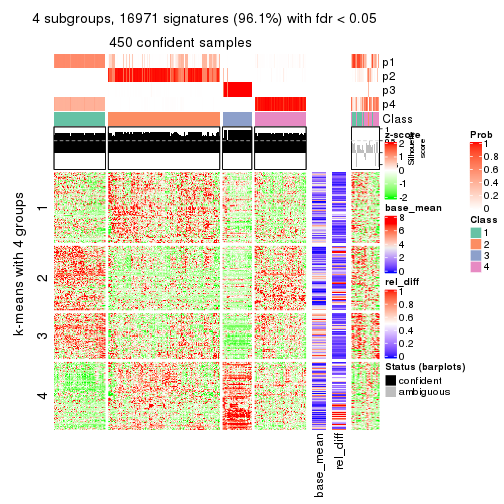 4 subgroups, 16971 signatures (96.1%) with fdr < 0.05
450 confident samples
p1
p2
p3
p4
Class
1
Silhouette
score
k-means with 4 groups
1
2
3
4
base_mean
rel_diff
z-score
2
1
0
-1
-2
base_mean
8
6
4
2
0
rel_diff
1
0.8
0.6
0.4
0.2
0
Status (barplots)
confident
ambiguous
Prob
1
0.8
0.6
0.4
0.2
0
Class
1
2
3
4